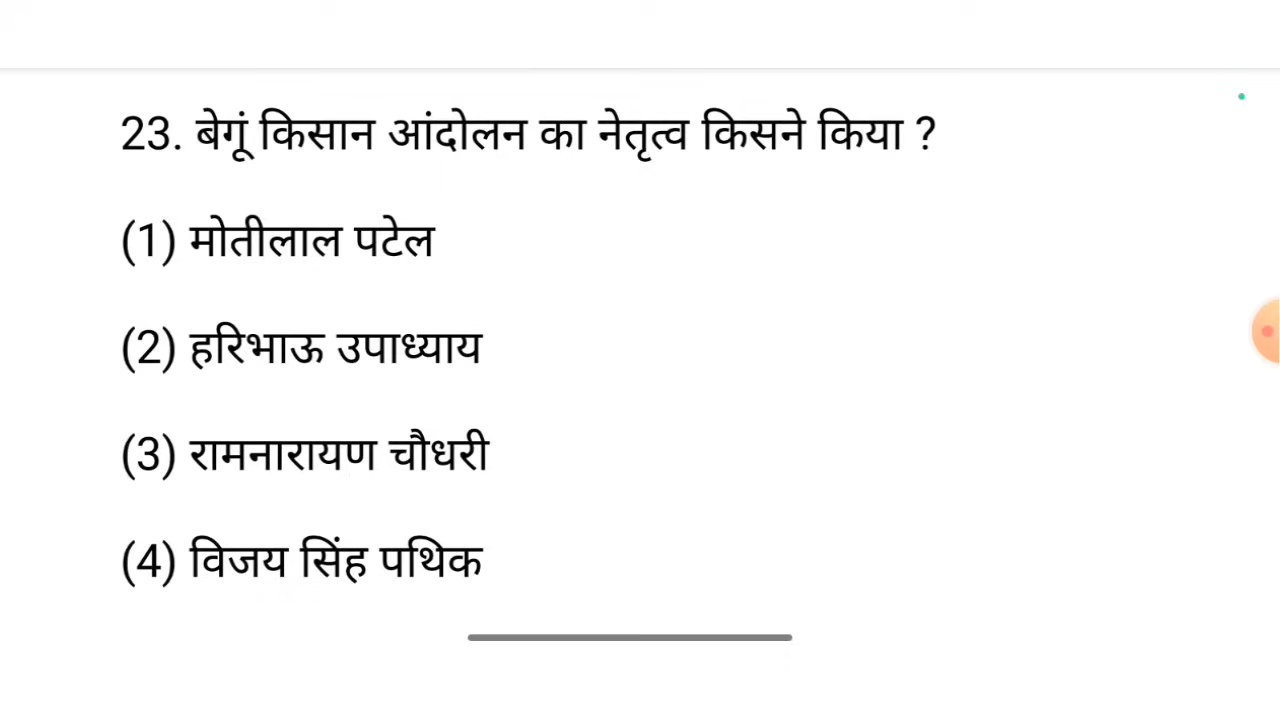 23. बेगूं किसान आंदोलन का नेतृत्व किसने किया ?
(1) मोतीलाल पटेल
(2) हरिभाऊ उपाध्याय
(3) रामनारायण चौधरी
(4) विजय सिंह पथिक